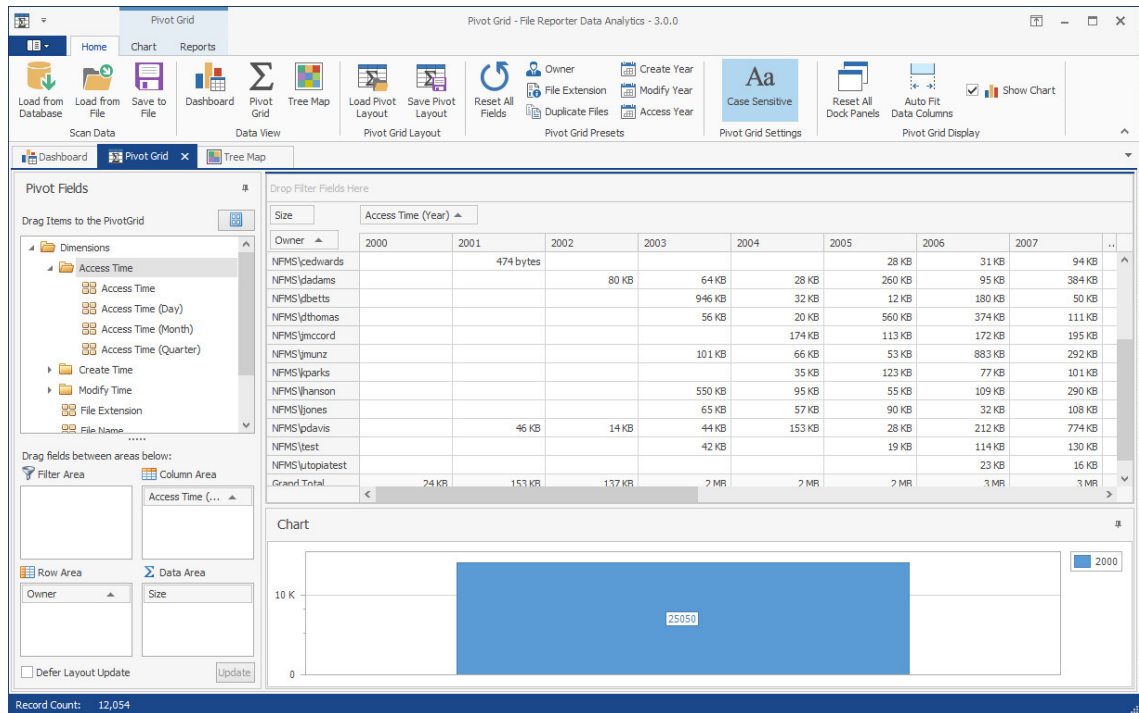 Pivot Grid
Pivot Grid - File Reporter Data Analytics - 3.0.0
Home Chart Reports
Load from Database
Load from File
Save to File
Dashboard
Pivot Grid
Tree Map
Load Pivot Layout
Save Pivot Layout
Reset All Fields
Owner
File Extension
Duplicate Files
Create Year
Modify Year
Access Year
Aa
Case Sensitive
Reset All Dock Panels
Auto Fit Data Columns
Show Chart
Scan Data
Data View
Pivot Grid Layout
Pivot Grid Presets
Pivot Grid Settings
Pivot Grid Display
Dashboard Pivot Grid Tree Map
Pivot Fields
Drag Items to the PivotGrid
Dimensions
Access Time
Access Time
Access Time (Day)
Access Time (Month)
Access Time (Quarter)
Create Time
Modify Time
File Extension
File Name
Drag fields between areas below:
Filter Area
Column Area
Access Time (...
Row Area
Data Area
Owner
Size
Defer Layout Update
Update
Drop Filter Fields Here
Size Access Time (Year)
Owner 2000 2001 2002 2003 2004 2005 2006 2007 ..
NFMS\cedwards 474 bytes 28 KB 31 KB 94 KB
NFMS\dadams 80 KB 64 KB 28 KB 260 KB 95 KB 384 KB
NFMS\dbetts 946 KB 32 KB 12 KB 180 KB 50 KB
NFMS\dthomas 56 KB 20 KB 560 KB 374 KB 111 KB
NFMS\jmccord 174 KB 113 KB 172 KB 195 KB
NFMS\jmunz 101 KB 66 KB 53 KB 883 KB 292 KB
NFMS\kparks 35 KB 123 KB 77 KB 101 KB
NFMS\lhanson 550 KB 95 KB 55 KB 109 KB 290 KB
NFMS\ljones 65 KB 57 KB 90 KB 32 KB 108 KB
NFMS\pdavis 46 KB 14 KB 44 KB 153 KB 28 KB 212 KB 774 KB
NFMS\test 42 KB 19 KB 114 KB 130 KB
NFMS\utopiatest 23 KB 16 KB
Grand Total 24 KB 153 KB 137 KB 2 MB 2 MB 2 MB 3 MB 3 MB
Chart
2000
10 K
25050
0
Record Count: 12,054